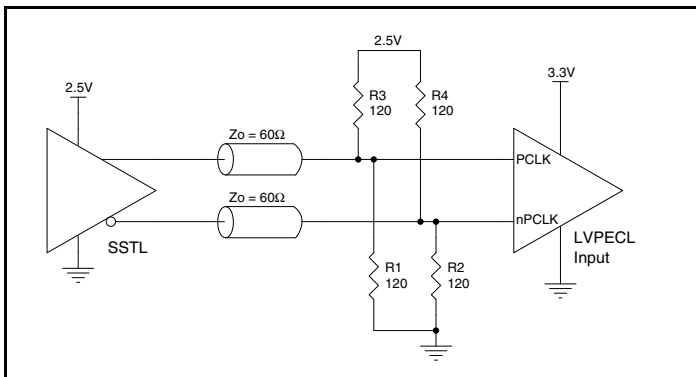 2.5V
2.5V
3.3V
R3
120
R4
120
Zo = 60Ω
PCLK
Zo = 60Ω
nPCLK
SSTL
LVPECL
Input
R1
120
R2
120